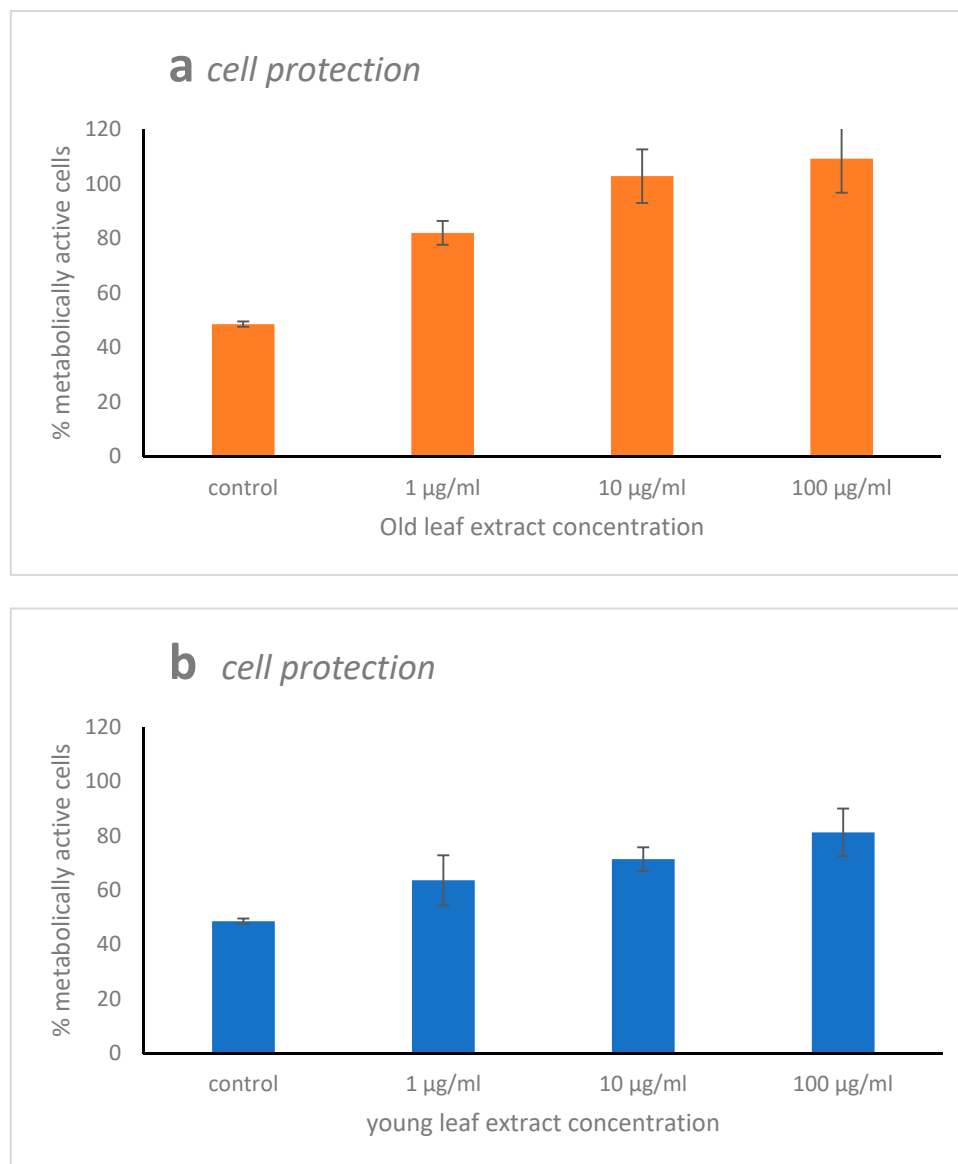 a cell protection
% metabolically active cells
120
100
80
60
40
20
0
control 1 µg/ml 10 µg/ml 100 µg/ml
Old leaf extract concentration
b cell protection
% metabolically active cells
120
100
80
60
40
20
0
control 1 µg/ml 10 µg/ml 100 µg/ml
young leaf extract concentration